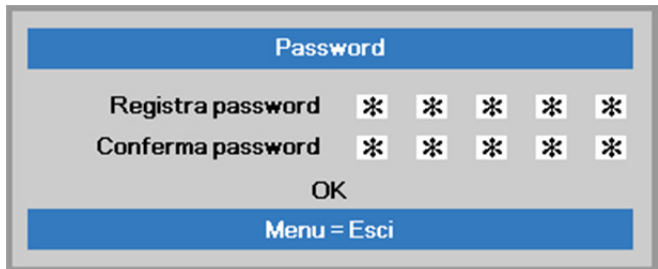 Password
Registra password * * * * *
Conferma password * * * * *
OK
Menu = Esci